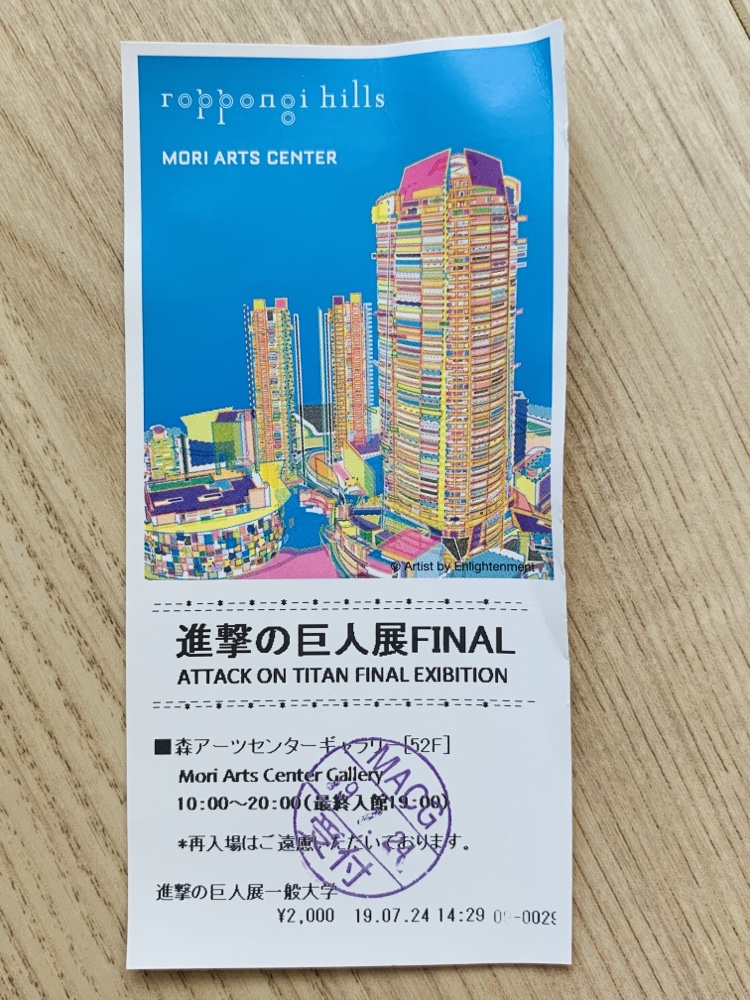 roppongi hills
MORI ARTS CENTER
© Artist by Enlightenment
進撃の巨人展FINAL
ATTACK ON TITAN FINAL EXIBITION
■森アーツセンターギャラリー[52F]
Mori Arts Center Gallery
10:00～20:00(最終入館19:00)
*再入場はご遠慮いただいております。
MACG
受付
進撃の巨人展一般大学
¥2,000 19.07.24 14:29